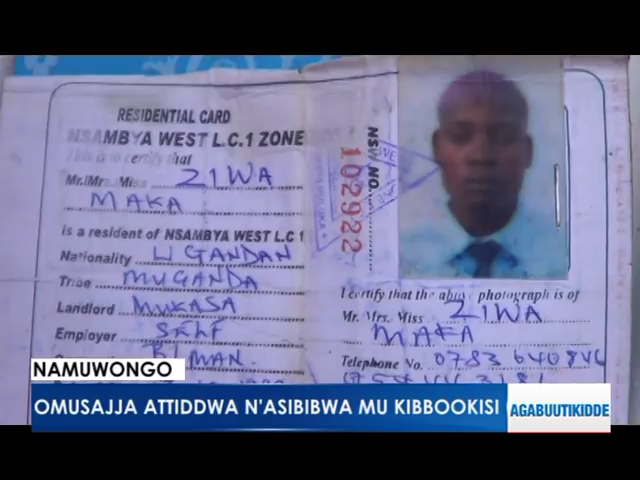 RESIDENTIAL CARD
NSAMBYA WEST L.C.1 ZONE
This is to certify that
Mr./Mrs. Miss ZIWA
MAKA
is a resident of NSAMBYA WEST L.C 1
Nationality UGANDAN
Tribe MUGANDA
Landlord MUKASA
Employer SELF
NSW NO.
102922
I certify that the above photograph is of
Mr. Mrs. Miss ZIWA
MAKA
Telephone No. 0783 640846
NAMUWONGO
OMUSAJJA ATTIDDWA N'ASIBIBWA MU KIBBOOKISI
AGABUUTIKIDDE